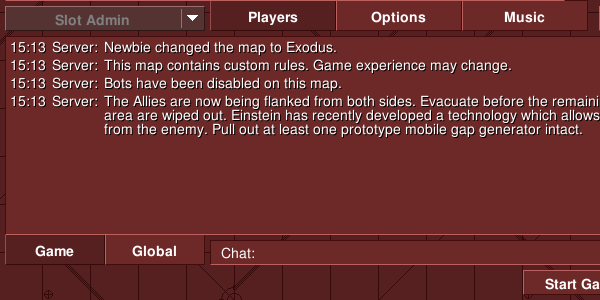 Slot Admin
Players
Options
Music
15:13 Server: Newbie changed the map to Exodus.
15:13 Server: This map contains custom rules. Game experience may change.
15:13 Server: Bots have been disabled on this map.
15:13 Server: The Allies are now being flanked from both sides. Evacuate before the
area are wiped out. Einstein has recently developed a technology which allows
from the enemy. Pull out at least one prototype mobile gap generator intact.
Game
Global
Chat:
Start